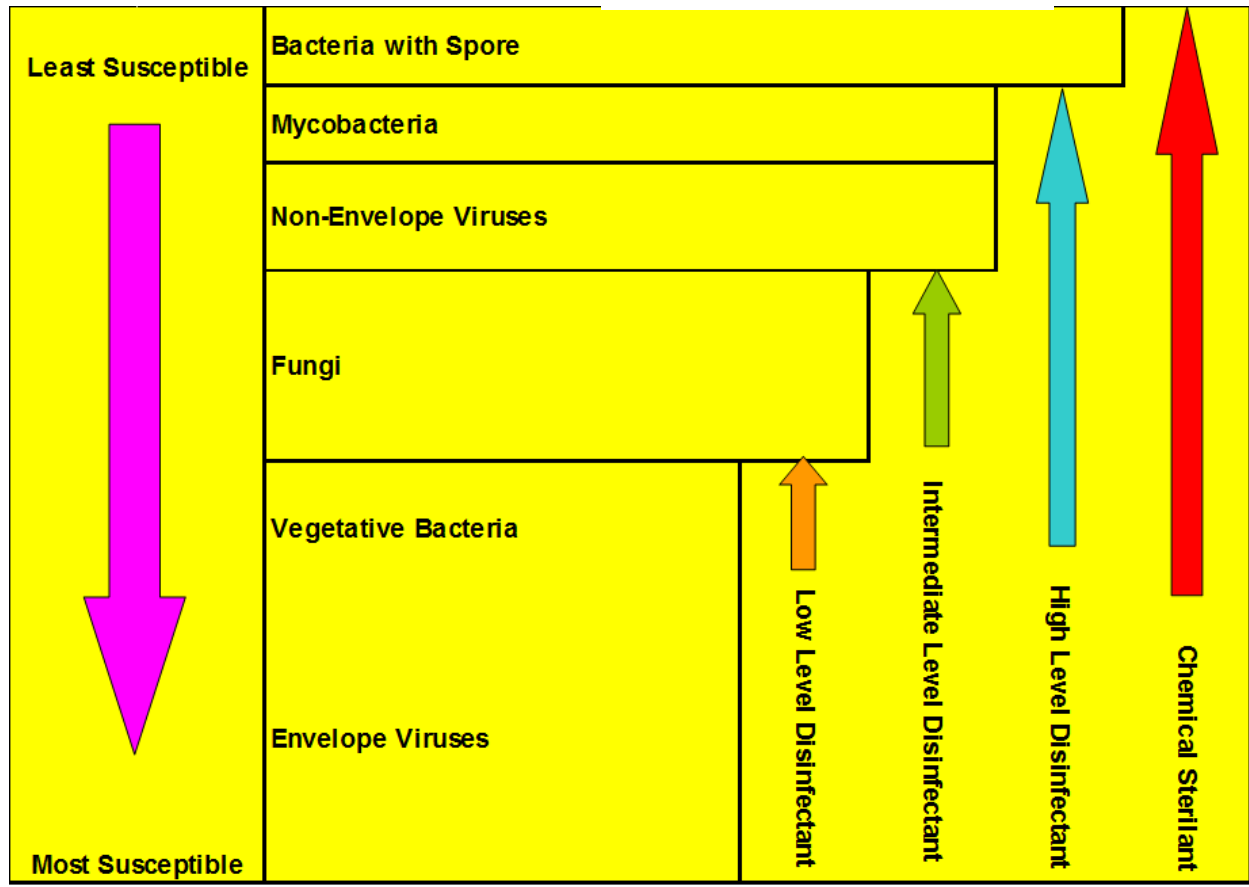 Least Susceptible
Most Susceptible
Bacteria with Spore
Mycobacteria
Non-Envelope Viruses
Fungi
Vegetative Bacteria
Envelope Viruses
Low Level Disinfectant
Intermediate Level Disinfectant
High Level Disinfectant
Chemical Sterilant